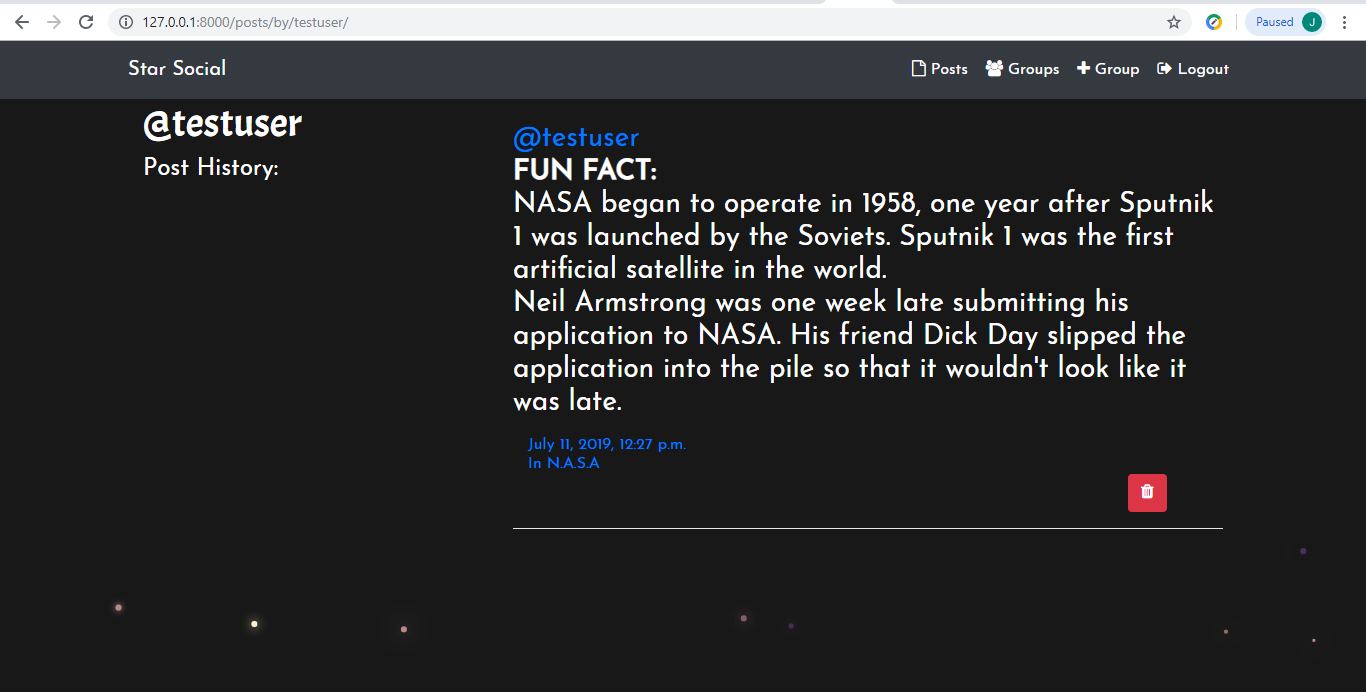 127.0.0.1:8000/posts/by/testuser/
Paused J
Star Social
Posts Groups Group Logout
@testuser
Post History:
@testuser
FUN FACT:
NASA began to operate in 1958, one year after Sputnik
1 was launched by the Soviets. Sputnik 1 was the first
artificial satellite in the world.
Neil Armstrong was one week late submitting his
application to NASA. His friend Dick Day slipped the
application into the pile so that it wouldn't look like it
was late.
July 11, 2019, 12:27 p.m.
In N.A.S.A